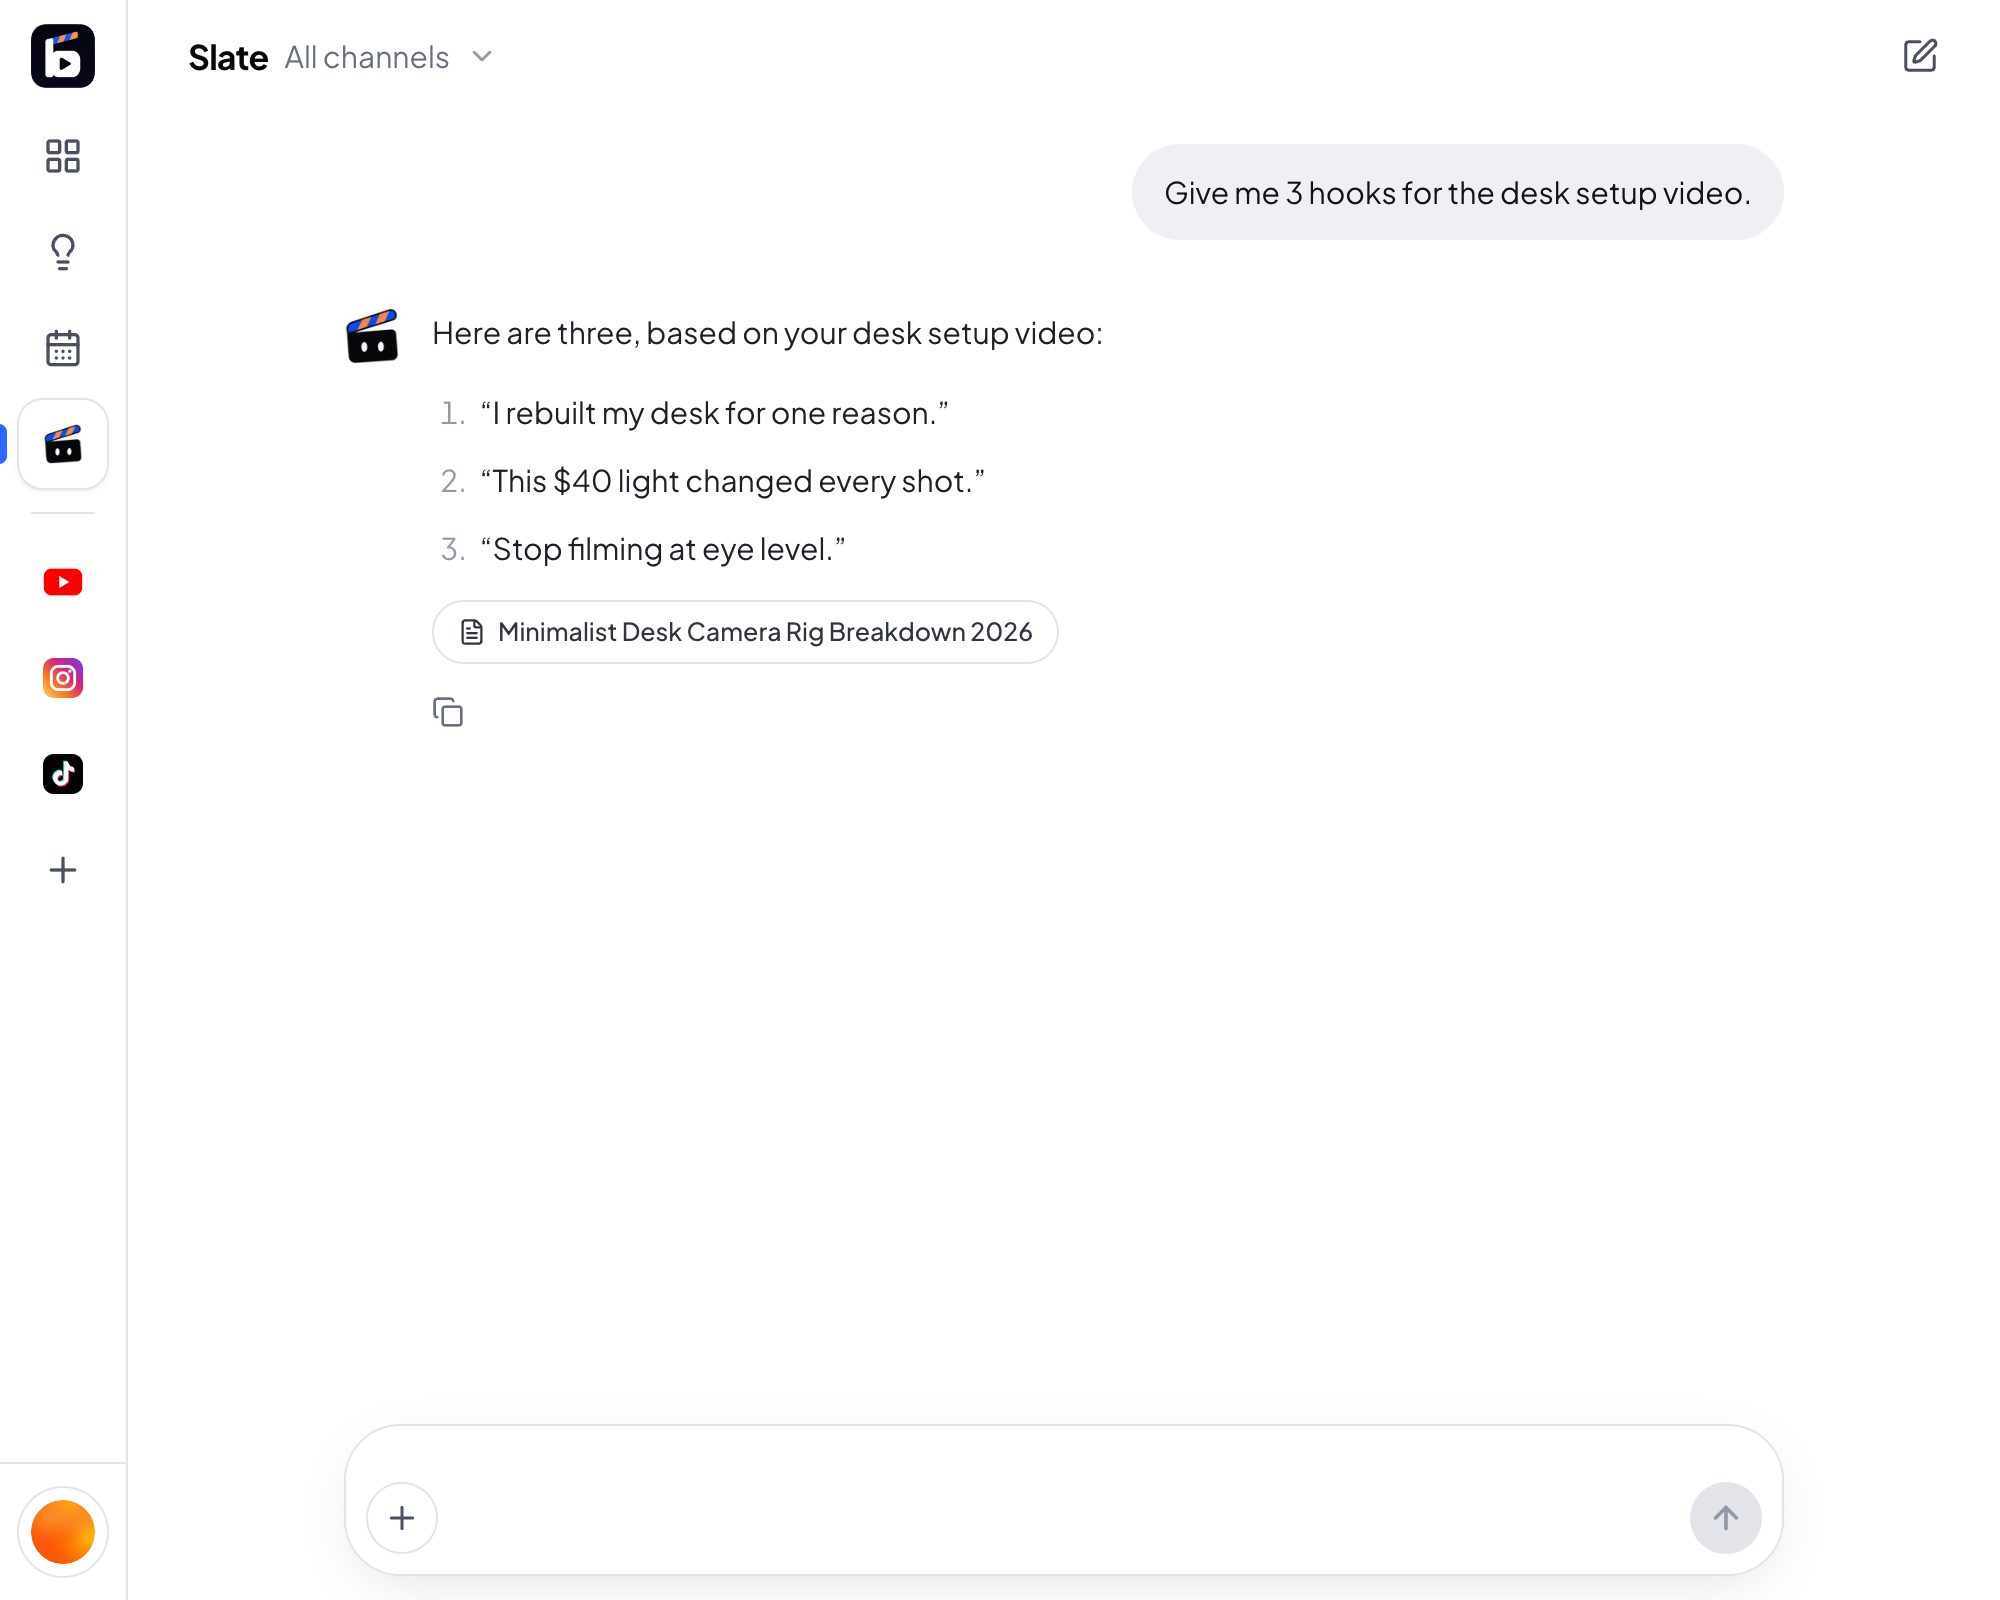 Slate All channels
Give me 3 hooks for the desk setup video.
Here are three, based on your desk setup video:
1. “I rebuilt my desk for one reason.”
2. “This $40 light changed every shot.”
3. “Stop filming at eye level.”
Minimalist Desk Camera Rig Breakdown 2026